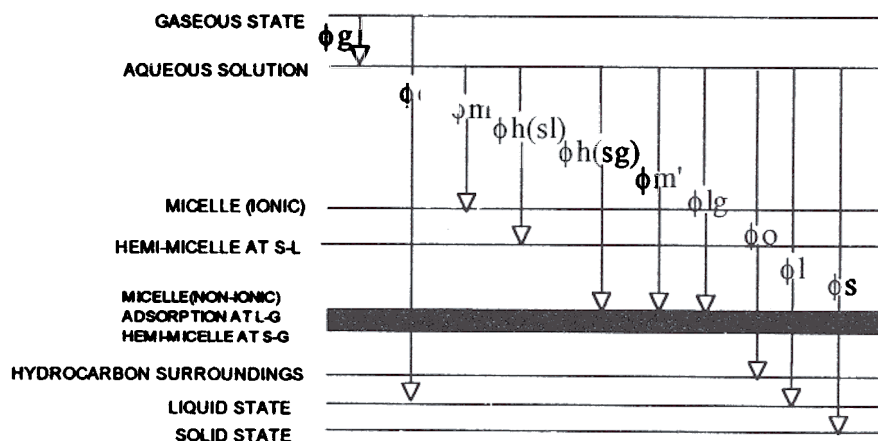 GASEOUS STATE
ϕg
AQUEOUS SOLUTION
ϕm
ϕh(sl)
ϕh(sg)
ϕm'
ϕlg
MICELLE (IONIC)
ϕo
HEMI-MICELLE AT S-L
ϕl
ϕs
MICELLE(NON-IONIC)
ADSORPTION AT L-G
HEMI-MICELLE AT S-G
HYDROCARBON SURROUNDINGS
LIQUID STATE
SOLID STATE